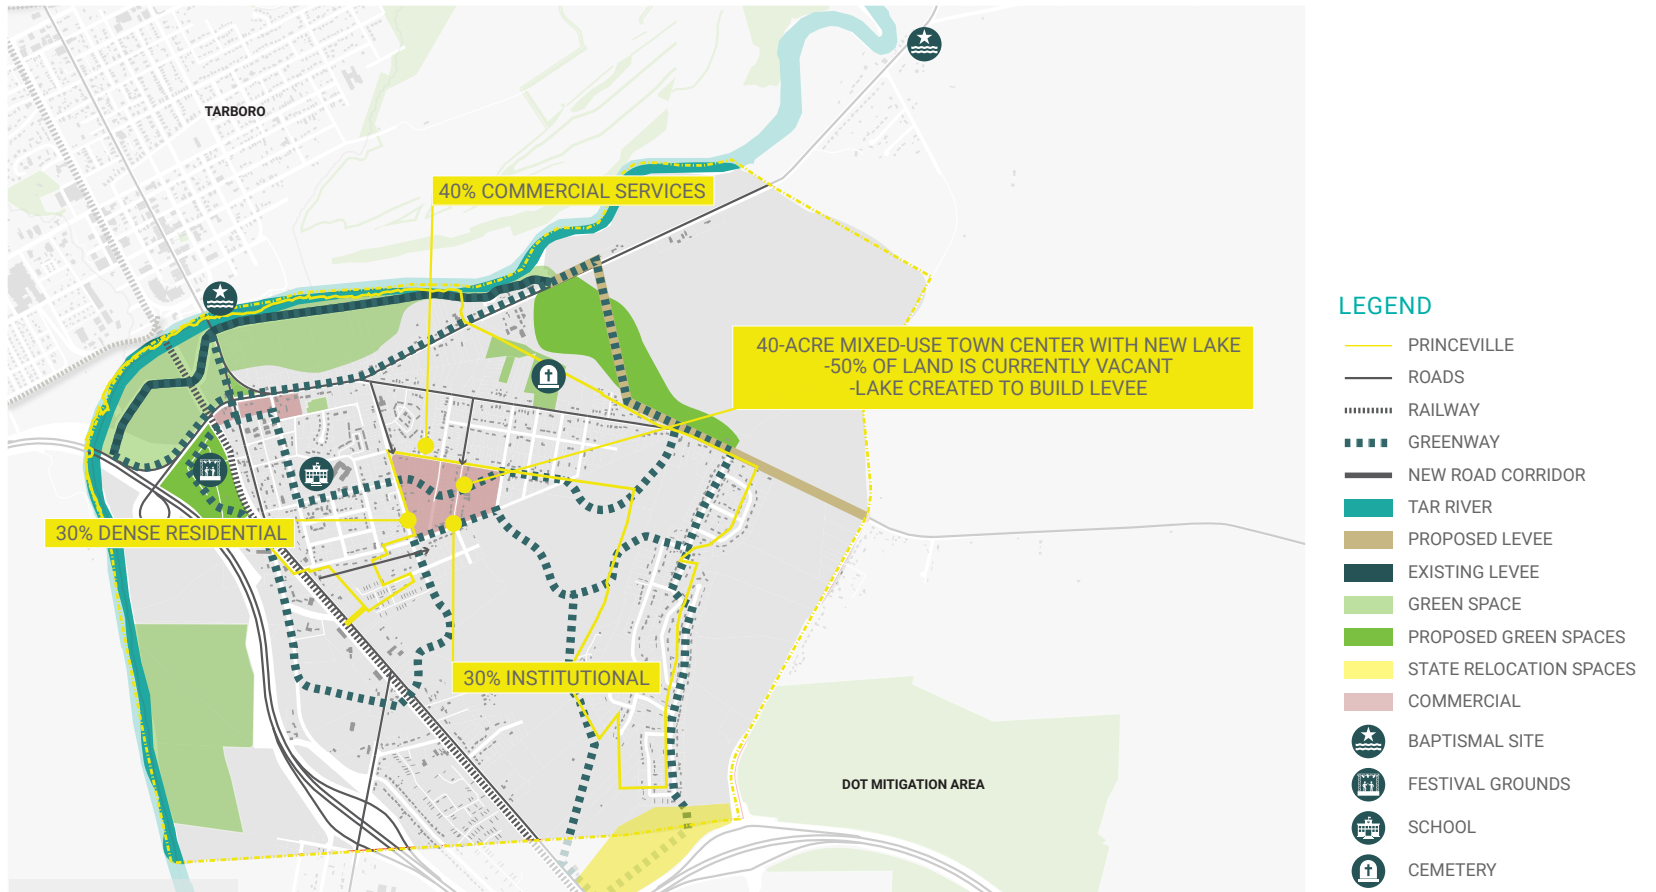 TARBORO
40% COMMERCIAL SERVICES
40-ACRE MIXED-USE TOWN CENTER WITH NEW LAKE
-50% OF LAND IS CURRENTLY VACANT
-LAKE CREATED TO BUILD LEVEE
30% DENSE RESIDENTIAL
30% INSTITUTIONAL
DOT MITIGATION AREA
LEGEND
PRINCEVILLE
ROADS
RAILWAY
GREENWAY
NEW ROAD CORRIDOR
TAR RIVER
PROPOSED LEVEE
EXISTING LEVEE
GREEN SPACE
PROPOSED GREEN SPACES
STATE RELOCATION SPACES
COMMERCIAL
BAPTISMAL SITE
FESTIVAL GROUNDS
SCHOOL
CEMETERY